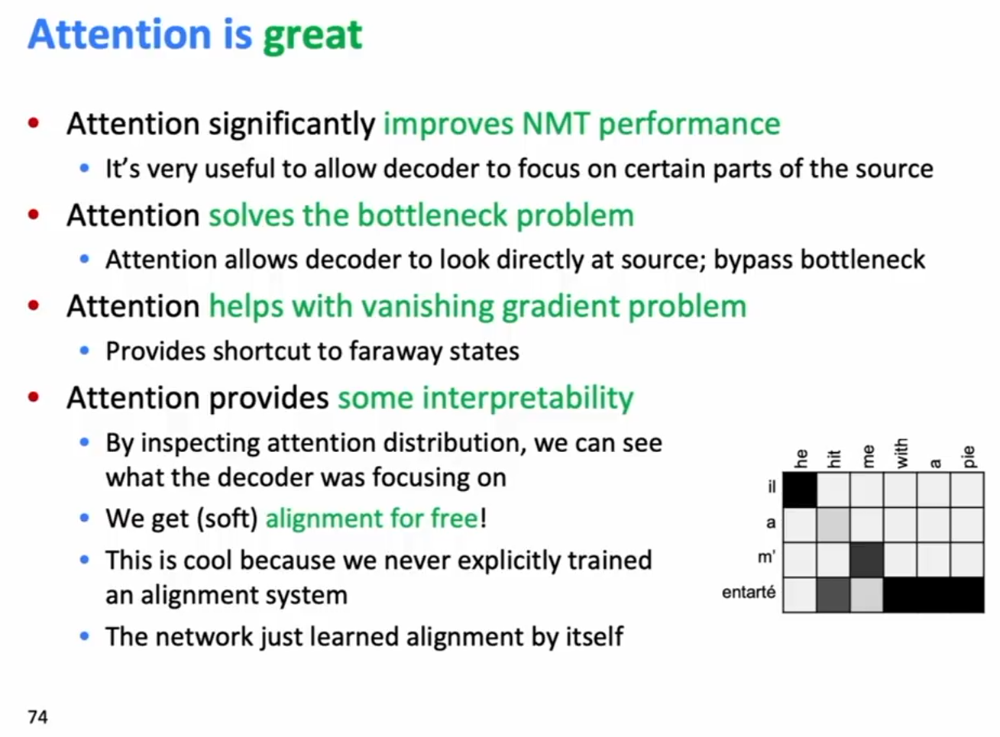 Attention is great
• Attention significantly improves NMT performance
• It's very useful to allow decoder to focus on certain parts of the source
• Attention solves the bottleneck problem
• Attention allows decoder to look directly at source; bypass bottleneck
• Attention helps with vanishing gradient problem
• Provides shortcut to faraway states
• Attention provides some interpretability
• By inspecting attention distribution, we can see
what the decoder was focusing on
• We get (soft) alignment for free!
• This is cool because we never explicitly trained
an alignment system
• The network just learned alignment by itself
he hit me with a pie
il
a
m'
entarté
74